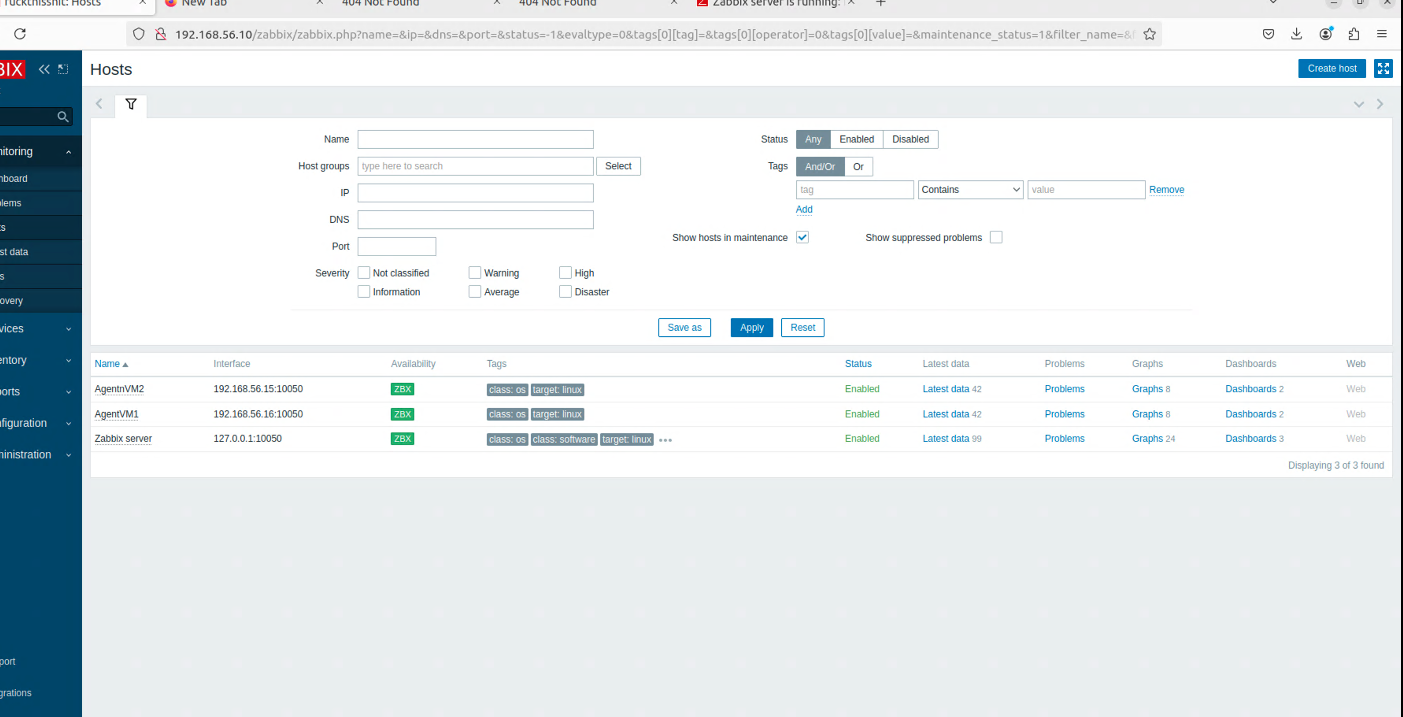 fuckthisshit: Hosts
New Tab
404 Not Found
404 Not Found
Zabbix server is running:
192.168.56.10/zabbix/zabbix.php?name=&ip=&dns=&port=&status=-1&evaltype=0&tags[0][tag]=&tags[0][operator]=0&tags[0][value]=&maintenance_status=1&filter_name=&
BIX
Hosts
Create host
Name
Status Any Enabled Disabled
Host groups type here to search Select
Tags And/Or Or
IP
tag Contains value Remove
Add
DNS
Port
Show hosts in maintenance
Show suppressed problems
Severity Not classified Warning High
Information Average Disaster
Save as Apply Reset
nitoring
hboard
lems
ts
st data
s
overy
vices
entory
orts
figuration
ministration
port
grations
Name Interface Availability Tags Status Latest data Problems Graphs Dashboards Web
AgentnVM2 192.168.56.15:10050 ZBX class: os target: linux Enabled Latest data 42 Problems Graphs 8 Dashboards 2 Web
AgentVM1 192.168.56.16:10050 ZBX class: os target: linux Enabled Latest data 42 Problems Graphs 8 Dashboards 2 Web
Zabbix server 127.0.0.1:10050 ZBX class: os class: software target: linux ••• Enabled Latest data 99 Problems Graphs 24 Dashboards 3 Web
Displaying 3 of 3 found